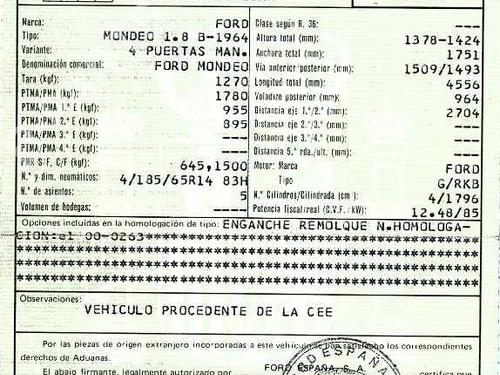 Marca: FORD Clase según R. 36: ---
Tipo: MONDEO 1.8 B-1964 Altura total (mm): 1378-1424
Variante: 4 PUERTAS MAN. Anchura total (mm): 1751
Denominación comercial: FORD MONDEO Vía anterior posterior (mm): 1509/1493
Tara (kgf): 1270 Longitud total (mm): 4556
PTMA/PMA (kgf): 1780 Voladizo posterior (mm): 964
PTMA/PMA 1.º E (kgf): 955 Distancia eje 1.º/2.º (mm): 2704
PTMA/PMA 2.º E (kgf): 895 Distancia eje 2.º/3.º (mm): ---
PTMA/PMA 3.º E (kgf): --- Distancia eje 3.º/4.º (mm): ---
PTMA/PMA 4.º E (kgf): --- Distancia 5.ª rda./ult. (mm): ---
PMR S/F, C/F (kgf): 645,1500 Motor: Marca FORD
N.º y dim. neumáticos: 4/185/65R14 83H Tipo G/RKB
N.º de asientos: 5 N.º Cilindros/Cilindrada (cm ): 4/1796
Volumen de bodegas: --- Potencia fiscal/real (C.V.F. /kW): 12.48/85
Opciones incluidas en la homologación de tipo: ENGANCHE REMOLQUE N.HOMOLOGA-
CION:e1 00-0263
Observaciones:
VEHICULO PROCEDENTE DE LA CEE
Por las piezas de origen extranjero incorporadas a este vehículo se han satisfecho los correspondientes
derechos de Aduanas.
D ESPAÑA
El abajo firmante, legalmente autorizado por FORD ESPAÑA, S. A. certifica que